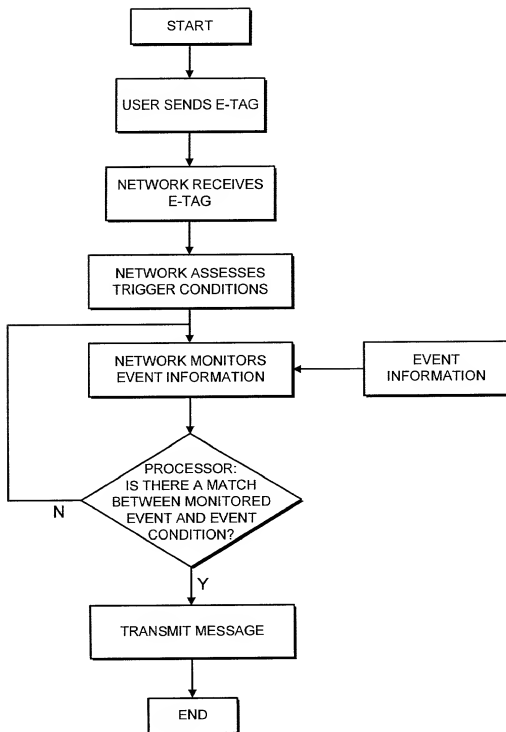 START
USER SENDS E-TAG
NETWORK RECEIVES
E-TAG
NETWORK ASSESSES
TRIGGER CONDITIONS
NETWORK MONITORS
EVENT INFORMATION
EVENT
INFORMATION
PROCESSOR:
IS THERE A MATCH
BETWEEN MONITORED
EVENT AND EVENT
CONDITION?
N
Y
TRANSMIT MESSAGE
END